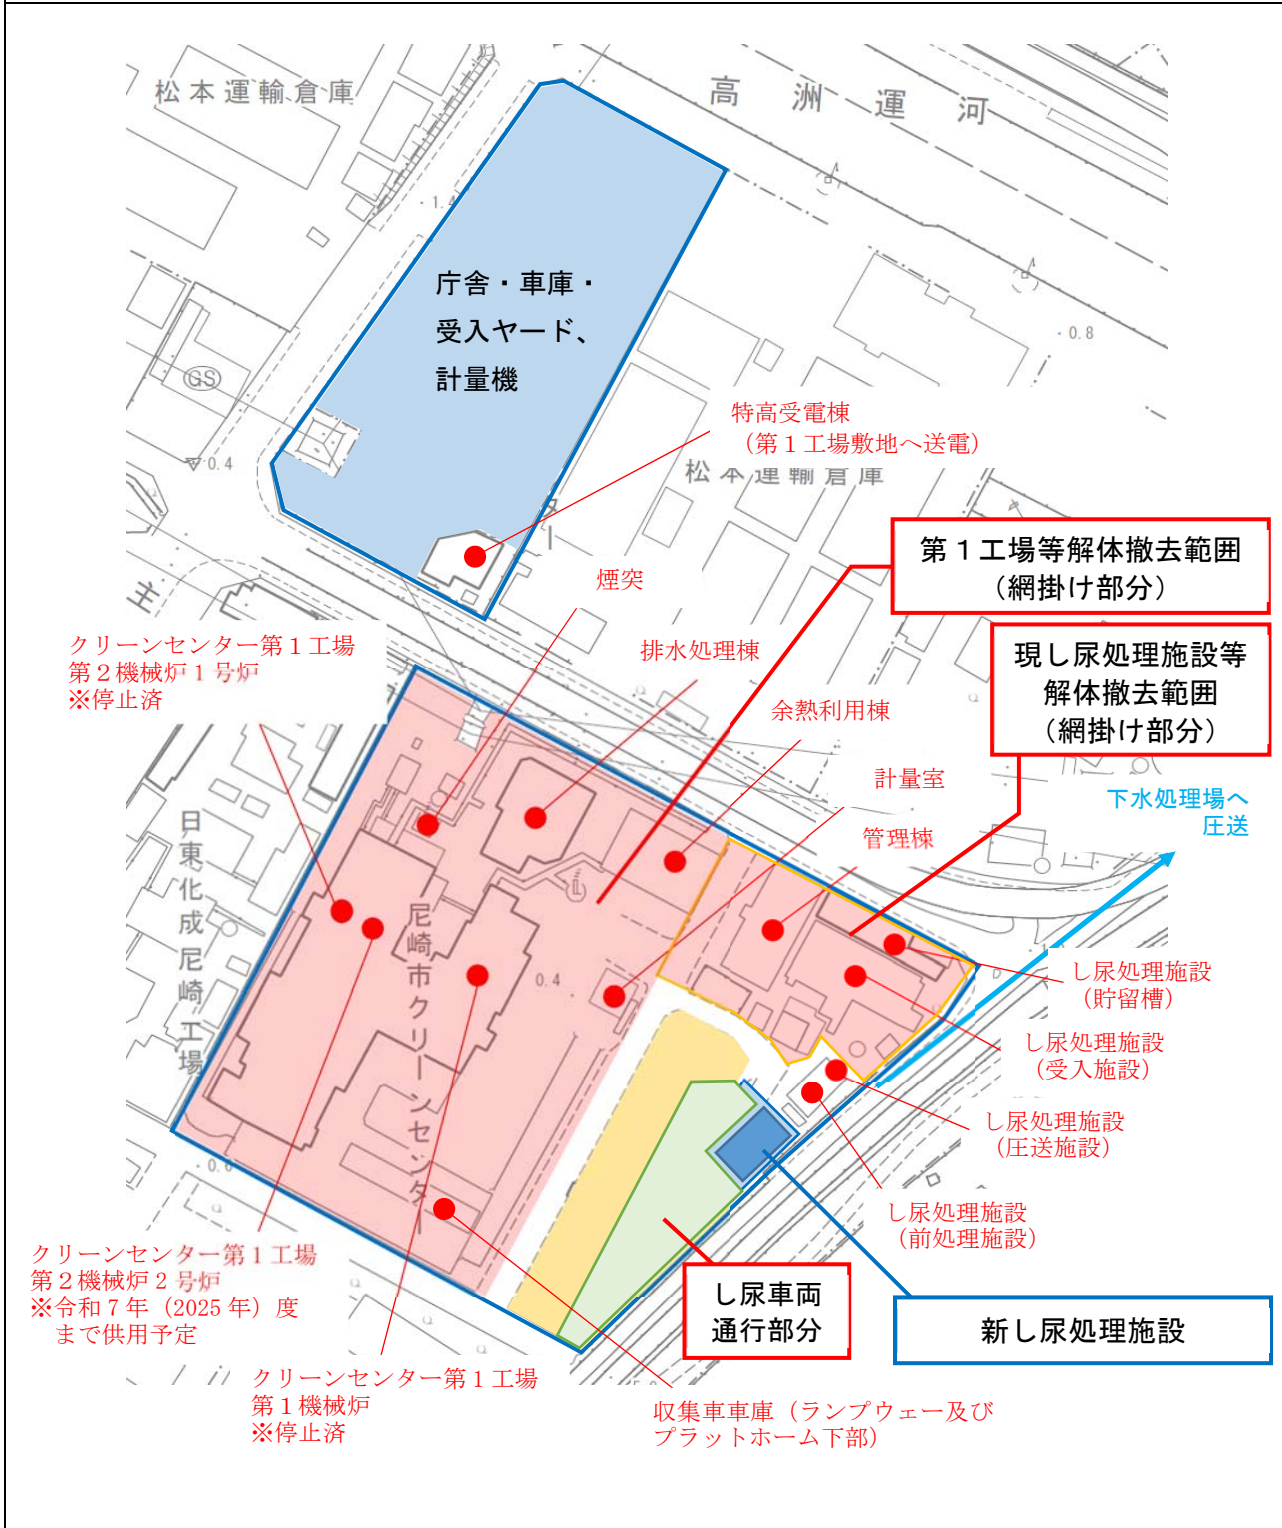 松本運輸倉庫
高洲運河
1.4
庁舎・車庫・
受入ヤード、
計量機
0.8
GS
特高受電棟
（第１工場敷地へ送電）
0.4
松本運輸倉庫
ター
第１工場等解体撤去範囲
（網掛け部分）
煙突
主
現し尿処理施設等
解体撤去範囲
（網掛け部分）
クリーンセンター第１工場
第２機械炉１号炉
※停止済
排水処理棟
余熱利用棟
計量室
管理棟
下水処理場へ
圧送
日東化成尼崎工場
尼崎市クリーンセンター
0.4
し尿処理施設
（貯留槽）
し尿処理施設
（受入施設）
し尿処理施設
（圧送施設）
し尿処理施設
（前処理施設）
0.6
クリーンセンター第１工場
第２機械炉２号炉
※令和７年（2025 年）度
まで供用予定
し尿車両
通行部分
新し尿処理施設
クリーンセンター第１工場
第１機械炉
※停止済
収集車車庫（ランプウェー及び
プラットホーム下部）